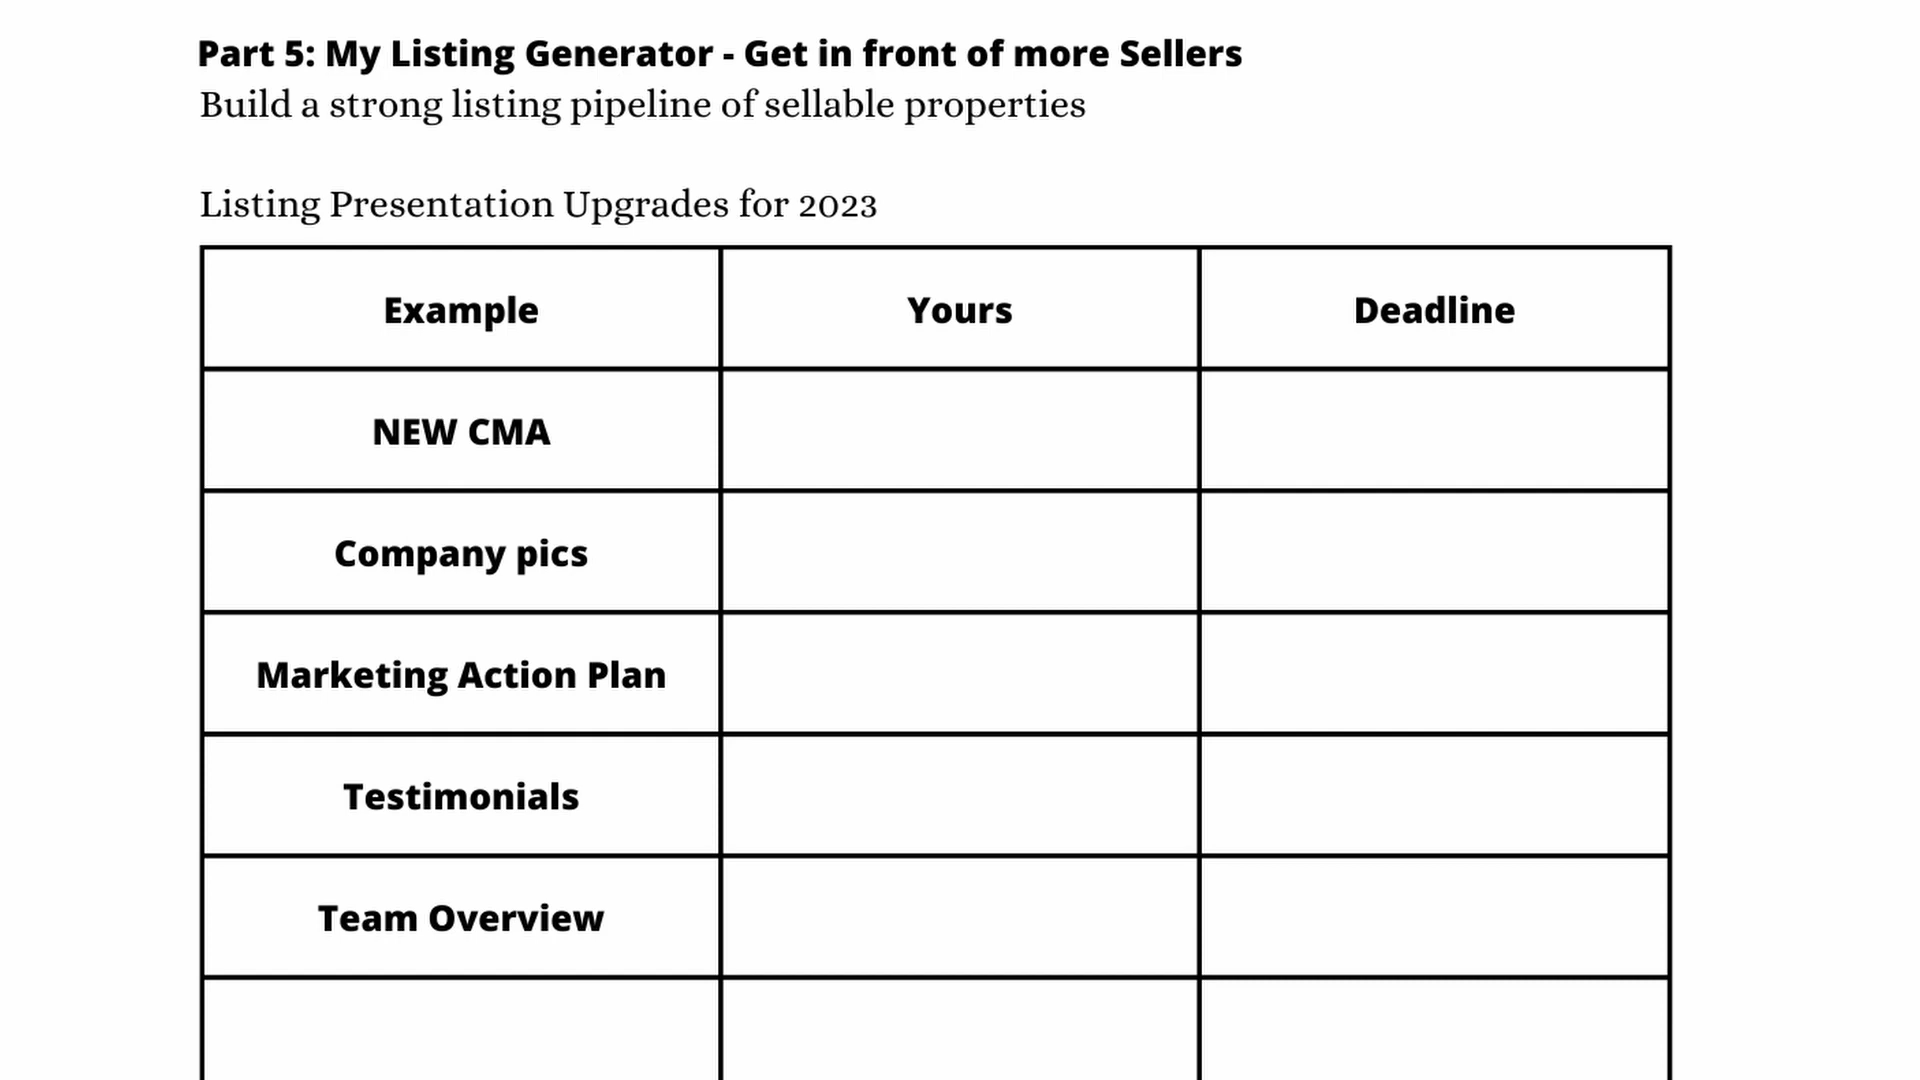 Part 5: My Listing Generator - Get in front of more Sellers
Build a strong listing pipeline of sellable properties
Listing Presentation Upgrades for 2023
Example Yours Deadline
NEW CMA
Company pics
Marketing Action Plan
Testimonials
Team Overview